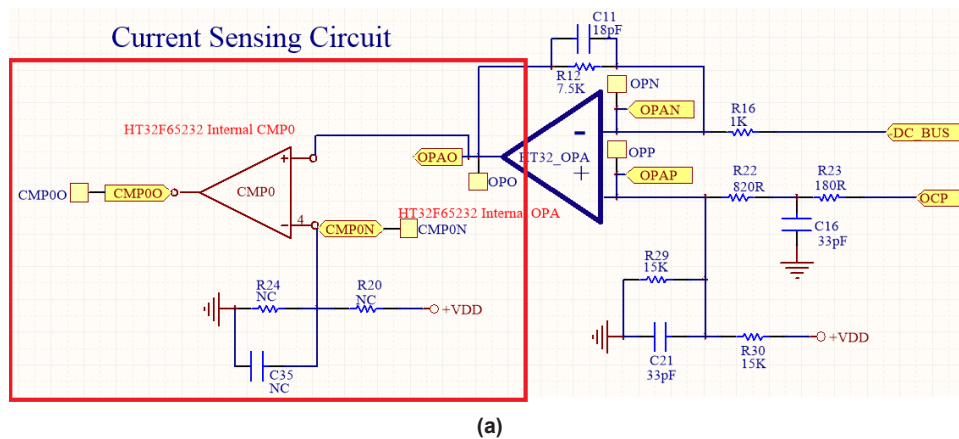 Current Sensing Circuit
C11
18pF
R12
7.5K
OPN
OPAN
R16
1K
DC_BUS
HT32F65232 Internal CMP0
OPAO
HT32_OPA
-
+
OPP
OPAP
OPO
R22
820R
R23
180R
OCP
CMP0O
CMP0O
CMP0
+
-
4
HT32F65232 Internal OPA
CMP0N
CMP0N
C16
33pF
R29
15K
R24
NC
R20
NC
+VDD
C21
33pF
R30
15K
+VDD
C35
NC
(a)